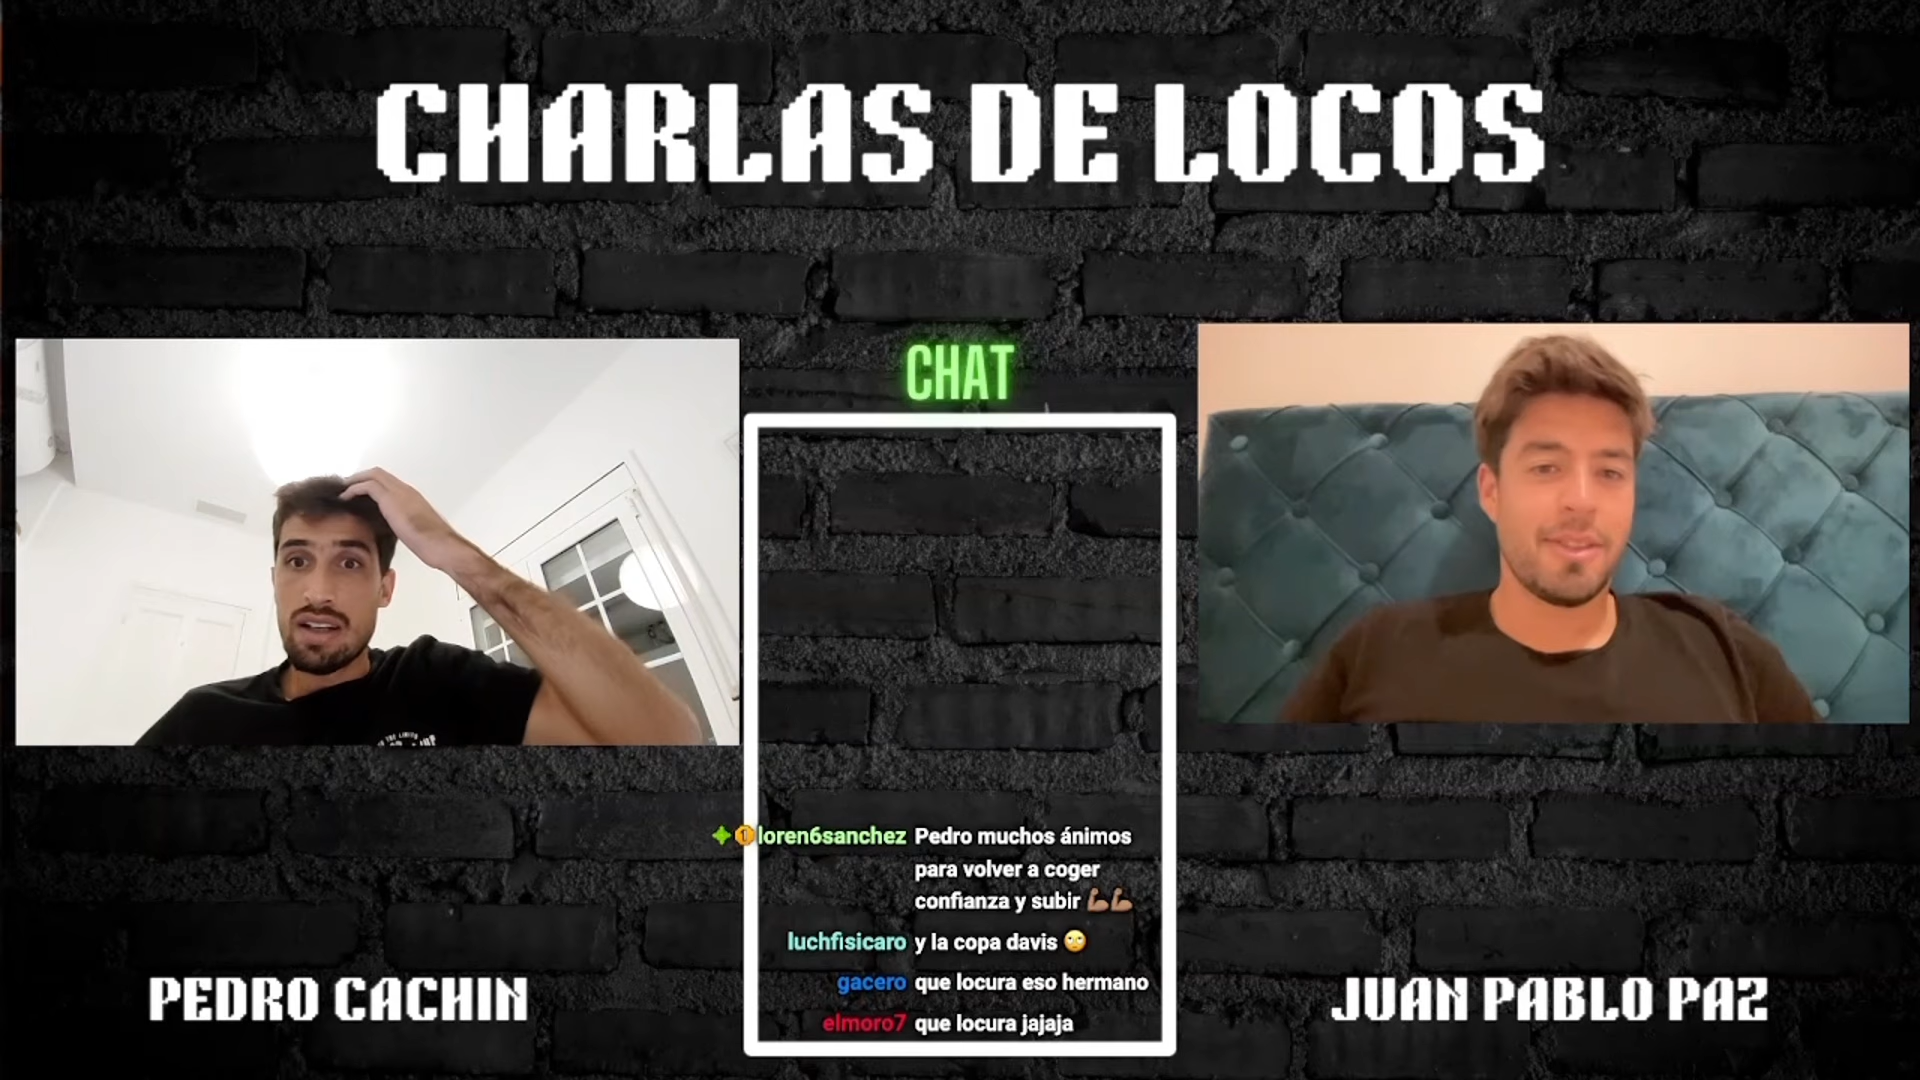 CHARLAS DE LOCOS
CHAT
loren6sanchez Pedro muchos ánimos
para volver a coger
confianza y subir 💪🏽💪🏽
luchfisicaro y la copa davis 🙄
gacero que locura eso hermano
elmoro7 que locura jajaja
PEDRO CACHIN
JUAN PABLO PAZ